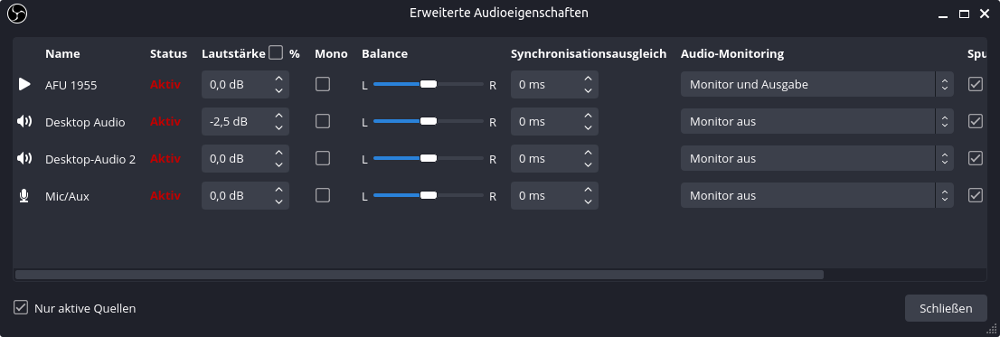 Erweiterte Audioeigenschaften
Name Status Lautstärke % Mono Balance Synchronisationsausgleich Audio-Monitoring Spu
AFU 1955 Aktiv 0,0 dB L R 0 ms Monitor und Ausgabe
Desktop Audio Aktiv -2,5 dB L R 0 ms Monitor aus
Desktop-Audio 2 Aktiv 0,0 dB L R 0 ms Monitor aus
Mic/Aux Aktiv 0,0 dB L R 0 ms Monitor aus
Nur aktive Quellen Schließen